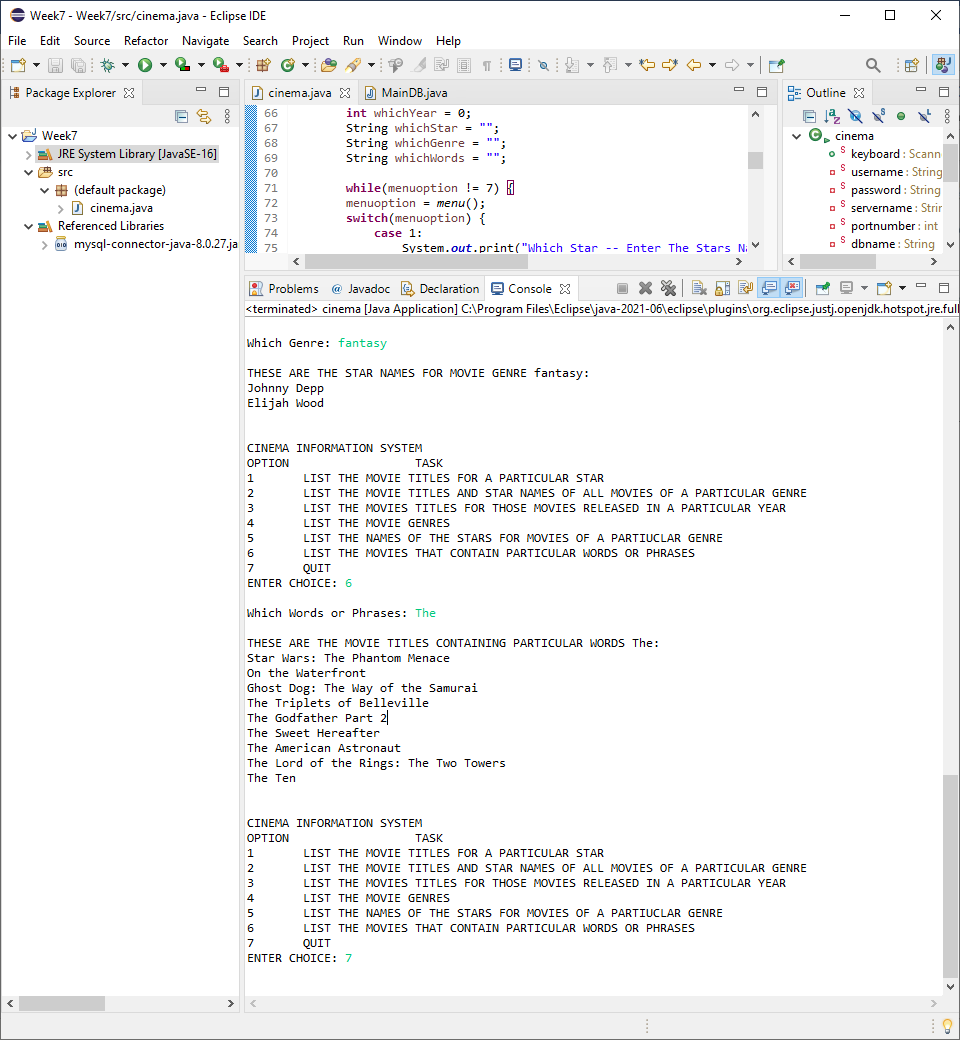 Week7 - Week7/src/cinema.java - Eclipse IDE
File Edit Source Refactor Navigate Search Project Run Window Help
Package Explorer
Week7
JRE System Library [JavaSE-16]
src
(default package)
cinema.java
Referenced Libraries
mysql-connector-java-8.0.27.ja
cinema.java MainDB.java
66 int whichYear = 0;
67 String whichStar = "";
68 String whichGenre = "";
69 String whichWords = "";
70
71 while(menuoption != 7) {
72 menuoption = menu();
73 switch(menuoption) {
74 case 1:
75 System.out.print("Which Star -- Enter The Stars Na
Outline
cinema
keyboard : Scann
username : String
password : String
servername : Strin
portnumber : int
dbname : String
Problems Javadoc Declaration Console
<terminated> cinema [Java Application] C:\Program Files\Eclipse\java-2021-06\eclipse\plugins\org.eclipse.justj.openjdk.hotspot.jre.full
Which Genre: fantasy
THESE ARE THE STAR NAMES FOR MOVIE GENRE fantasy:
Johnny Depp
Elijah Wood
CINEMA INFORMATION SYSTEM
OPTION TASK
1 LIST THE MOVIE TITLES FOR A PARTICULAR STAR
2 LIST THE MOVIE TITLES AND STAR NAMES OF ALL MOVIES OF A PARTICULAR GENRE
3 LIST THE MOVIES TITLES FOR THOSE MOVIES RELEASED IN A PARTICULAR YEAR
4 LIST THE MOVIE GENRES
5 LIST THE NAMES OF THE STARS FOR MOVIES OF A PARTIUCLAR GENRE
6 LIST THE MOVIES THAT CONTAIN PARTICULAR WORDS OR PHRASES
7 QUIT
ENTER CHOICE: 6
Which Words or Phrases: The
THESE ARE THE MOVIE TITLES CONTAINING PARTICULAR WORDS The:
Star Wars: The Phantom Menace
On the Waterfront
Ghost Dog: The Way of the Samurai
The Triplets of Belleville
The Godfather Part 2
The Sweet Hereafter
The American Astronaut
The Lord of the Rings: The Two Towers
The Ten
CINEMA INFORMATION SYSTEM
OPTION TASK
1 LIST THE MOVIE TITLES FOR A PARTICULAR STAR
2 LIST THE MOVIE TITLES AND STAR NAMES OF ALL MOVIES OF A PARTICULAR GENRE
3 LIST THE MOVIES TITLES FOR THOSE MOVIES RELEASED IN A PARTICULAR YEAR
4 LIST THE MOVIE GENRES
5 LIST THE NAMES OF THE STARS FOR MOVIES OF A PARTIUCLAR GENRE
6 LIST THE MOVIES THAT CONTAIN PARTICULAR WORDS OR PHRASES
7 QUIT
ENTER CHOICE: 7